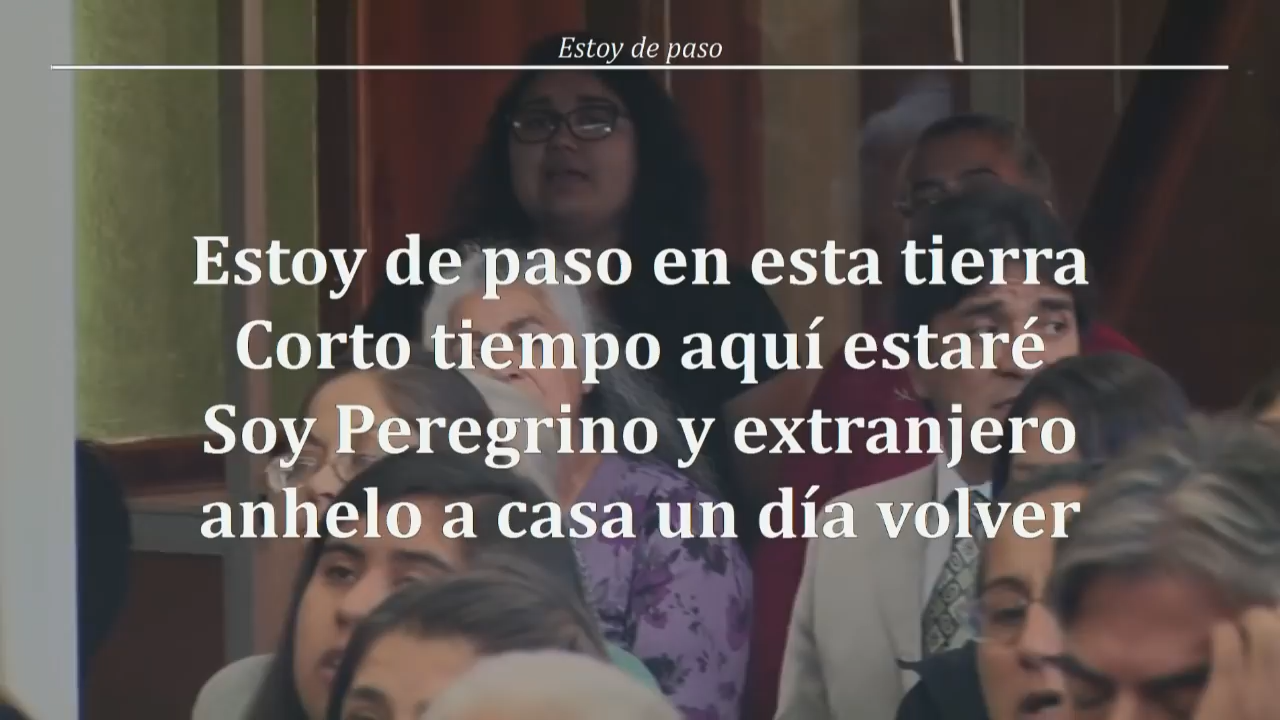 Estoy de paso
Estoy de paso en esta tierra
Corto tiempo aquí estaré
Soy Peregrino y extranjero
anhelo a casa un día volver